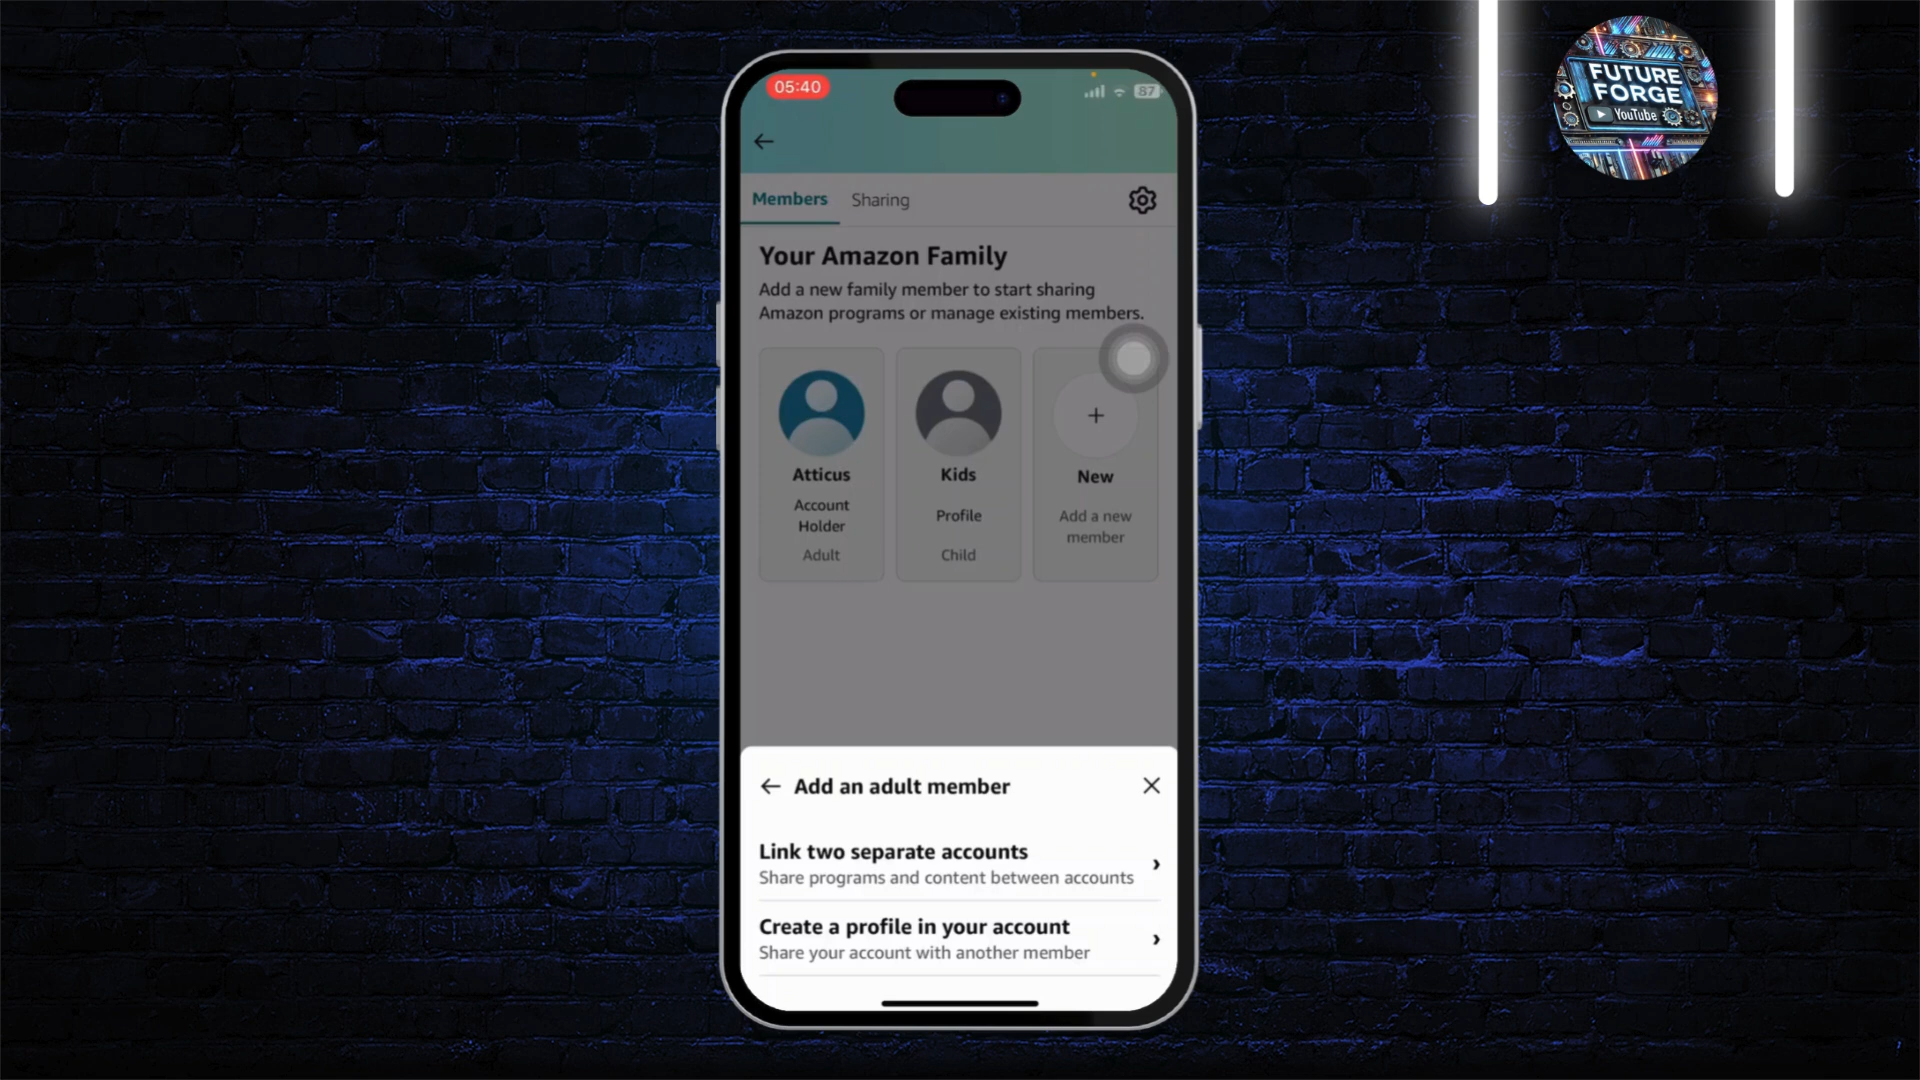 FUTURE
FORGE
YouTube
05:40
87
Members
Sharing
Your Amazon Family
Add a new family member to start sharing
Amazon programs or manage existing members.
Atticus
Account
Holder
Adult
Kids
Profile
Child
New
Add a new
member
Add an adult member
Link two separate accounts
Share programs and content between accounts
Create a profile in your account
Share your account with another member